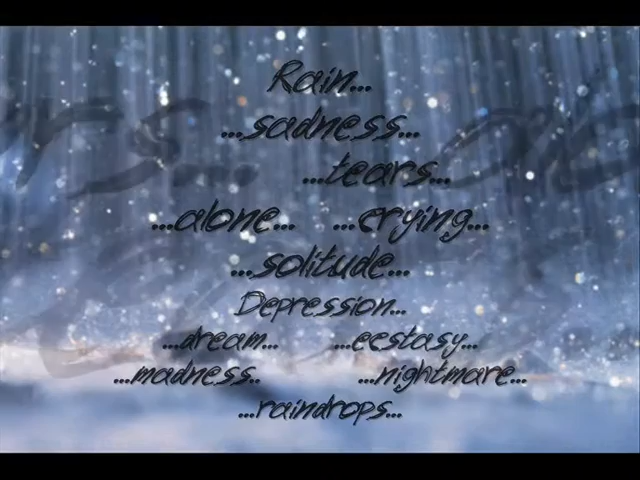 Rain...
...sadness...
...tears...
...alone... ...crying...
...solitude...
Depression...
...dream... ...ecstasy...
...madness.. ...nightmare...
...raindrops...